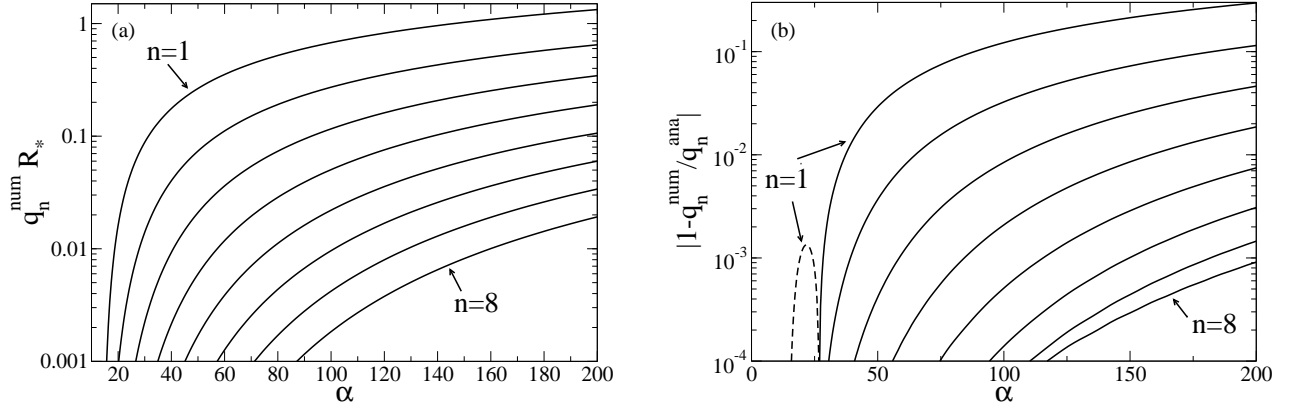 (a)
n=1
n=8
1
0.1
0.01
0.001
20 40 60 80 100 120 140 160 180 200
α
q_n^num R_*
(b)
n=1
n=8
10^-1
10^-2
10^-3
10^-4
0 50 100 150 200
α
|1-q_n^num/q_n^ana|